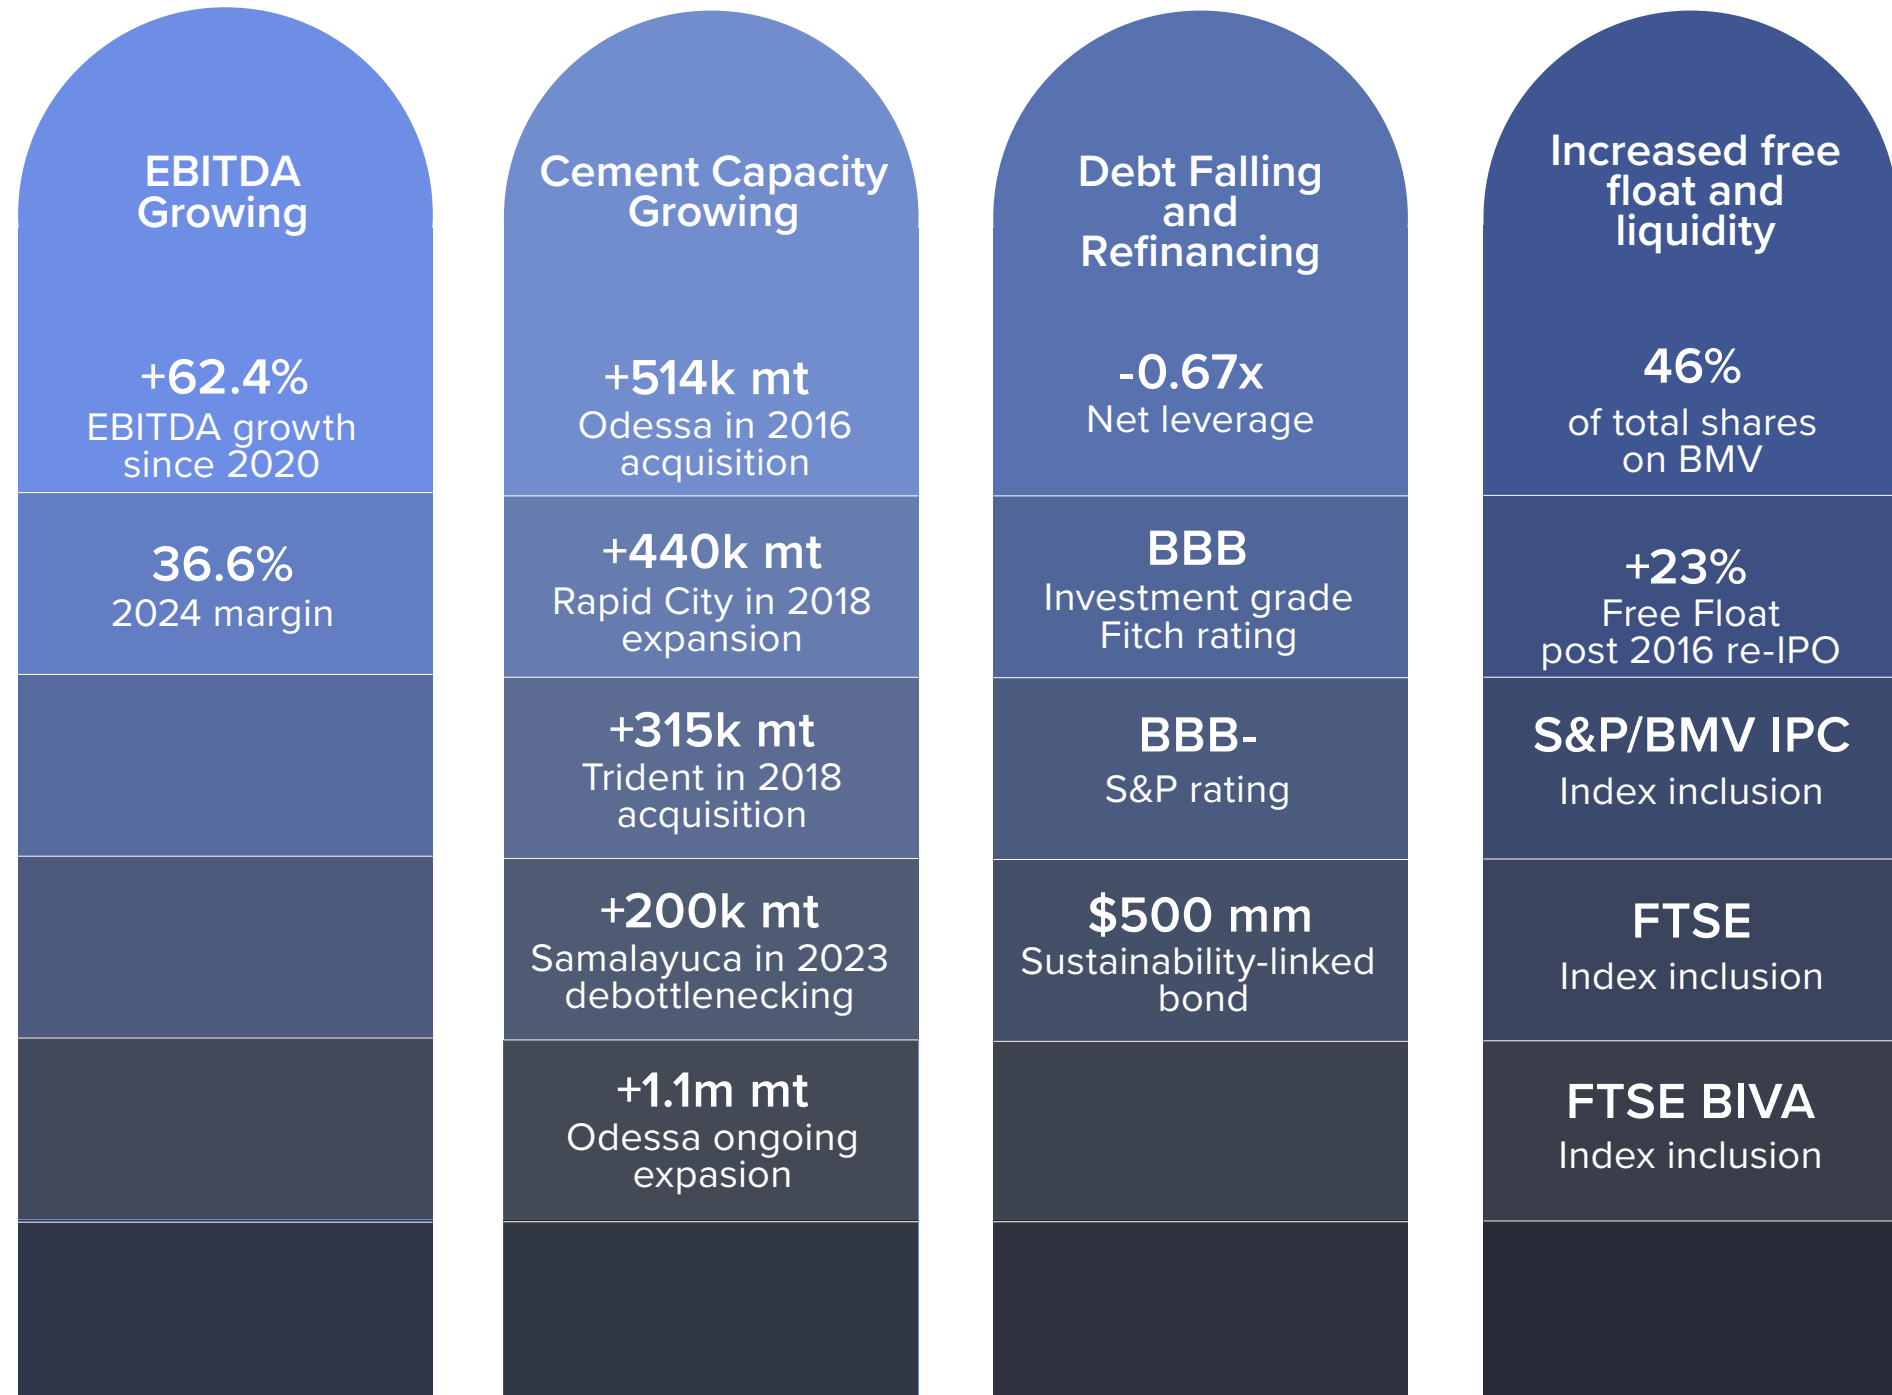 EBITDA
Growing
+62.4%
EBITDA growth
since 2020
36.6%
2024 margin
Cement Capacity
Growing
+514k mt
Odessa in 2016
acquisition
+440k mt
Rapid City in 2018
expansion
+315k mt
Trident in 2018
acquisition
+200k mt
Samalayuca in 2023
debottlenecking
+1.1m mt
Odessa ongoing
expasion
Debt Falling
and
Refinancing
-0.67x
Net leverage
BBB
Investment grade
Fitch rating
BBB-
S&P rating
$500 mm
Sustainability-linked
bond
Increased free
float and
liquidity
46%
of total shares
on BMV
+23%
Free Float
post 2016 re-IPO
S&P/BMV IPC
Index inclusion
FTSE
Index inclusion
FTSE BIVA
Index inclusion